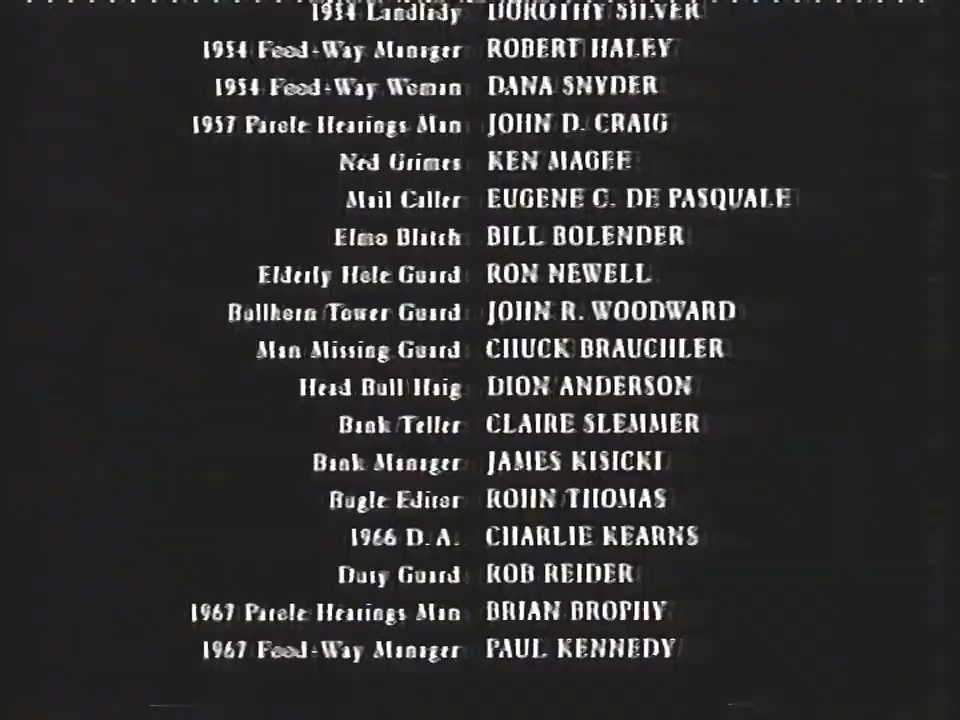 1954 Landlady DOROTHY SILVER
1954 Food-Way Manager ROBERT HALEY
1954 Food-Way Woman DANA SNYDER
1957 Parole Hearings Man JOHN D. CRAIG
Ned Grimes KEN MAGEE
Mail Caller EUGENE C. DE PASQUALE
Elmo Blatch BILL BOLENDER
Elderly Hole Guard RON NEWELL
Bullhorn Tower Guard JOHN R. WOODWARD
Man Missing Guard CHUCK BRAUCHLER
Head Bull Haig DION ANDERSON
Bank Teller CLAIRE SLEMMER
Bank Manager JAMES KISICKI
Bugle Editor ROHN THOMAS
1966 D.A. CHARLIE KEARNS
Duty Guard ROB REIDER
1967 Parole Hearings Man BRIAN BROPHY
1967 Food-Way Manager PAUL KENNEDY